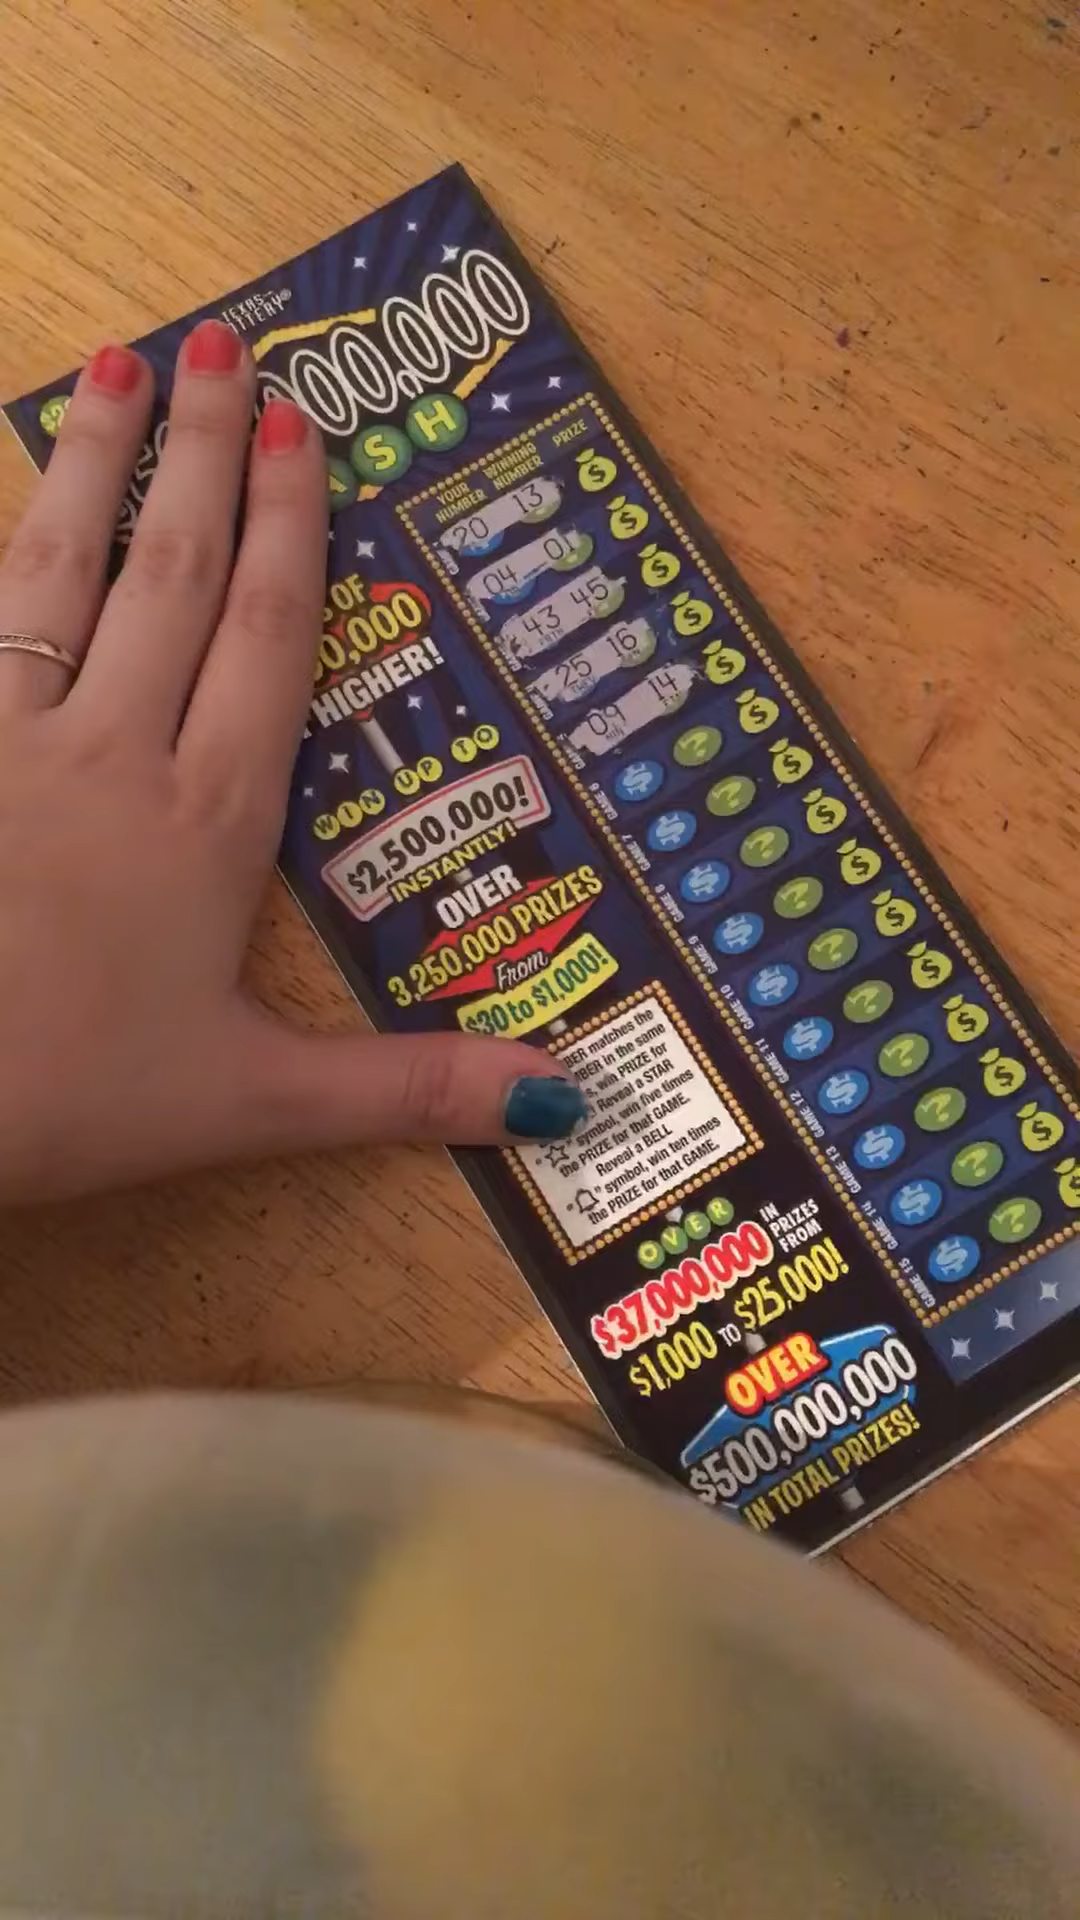 TEXAS
LOTTERY®
000,000
ASH
YOUR NUMBER WINNING NUMBER PRIZE
20 13
04 01
43 45
25 16
09 14
GAME 6
GAME 7
GAME 8
GAME 9
GAME 10
GAME 11
GAME 12
GAME 13
GAME 14
GAME 15
OF
0,000
HIGHER!
WIN UP TO
$2,500,000!
INSTANTLY!
OVER
3,250,000 PRIZES
From
$30 to $1,000!
BER matches the
MBER in the same
win PRIZE for
Reveal a STAR
"☆" symbol, win five times
the PRIZE for that GAME.
Reveal a BELL
" " symbol, win ten times
the PRIZE for that GAME.
OVER
$37,000,000 IN PRIZES FROM
$1,000 TO $25,000!
OVER
$500,000,000
IN TOTAL PRIZES!